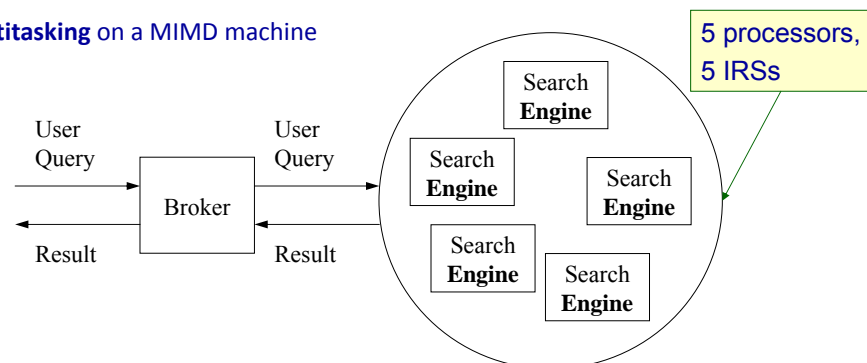 titasking on a MIMD machine
5 processors,
5 IRSs
User
Query
User
Query
Broker
Result
Result
Search
Engine
Search
Engine
Search
Engine
Search
Engine
Search
Engine